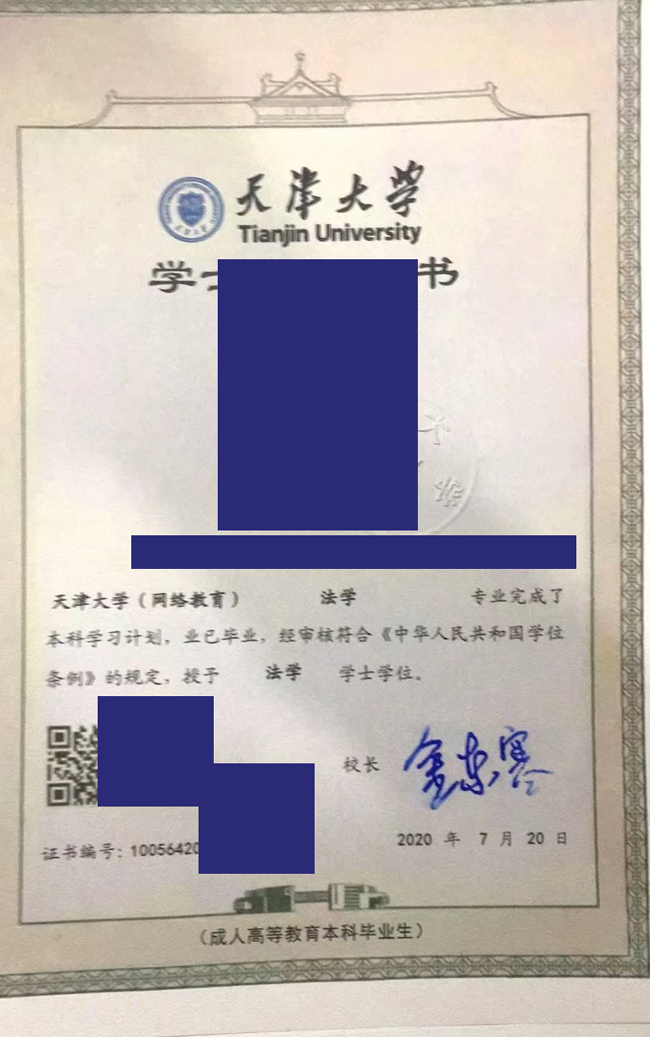 天津大学
Tianjin University
学士 书
天津大学(网络教育) 法学 专业完成了
本科学习计划,业已毕业,经审核符合《中华人民共和国学位
条例》的规定,授予 法学 学士学位。
校长 金东寒
证书编号:10056420
2020 年 7 月 20 日
(成人高等教育本科毕业生)